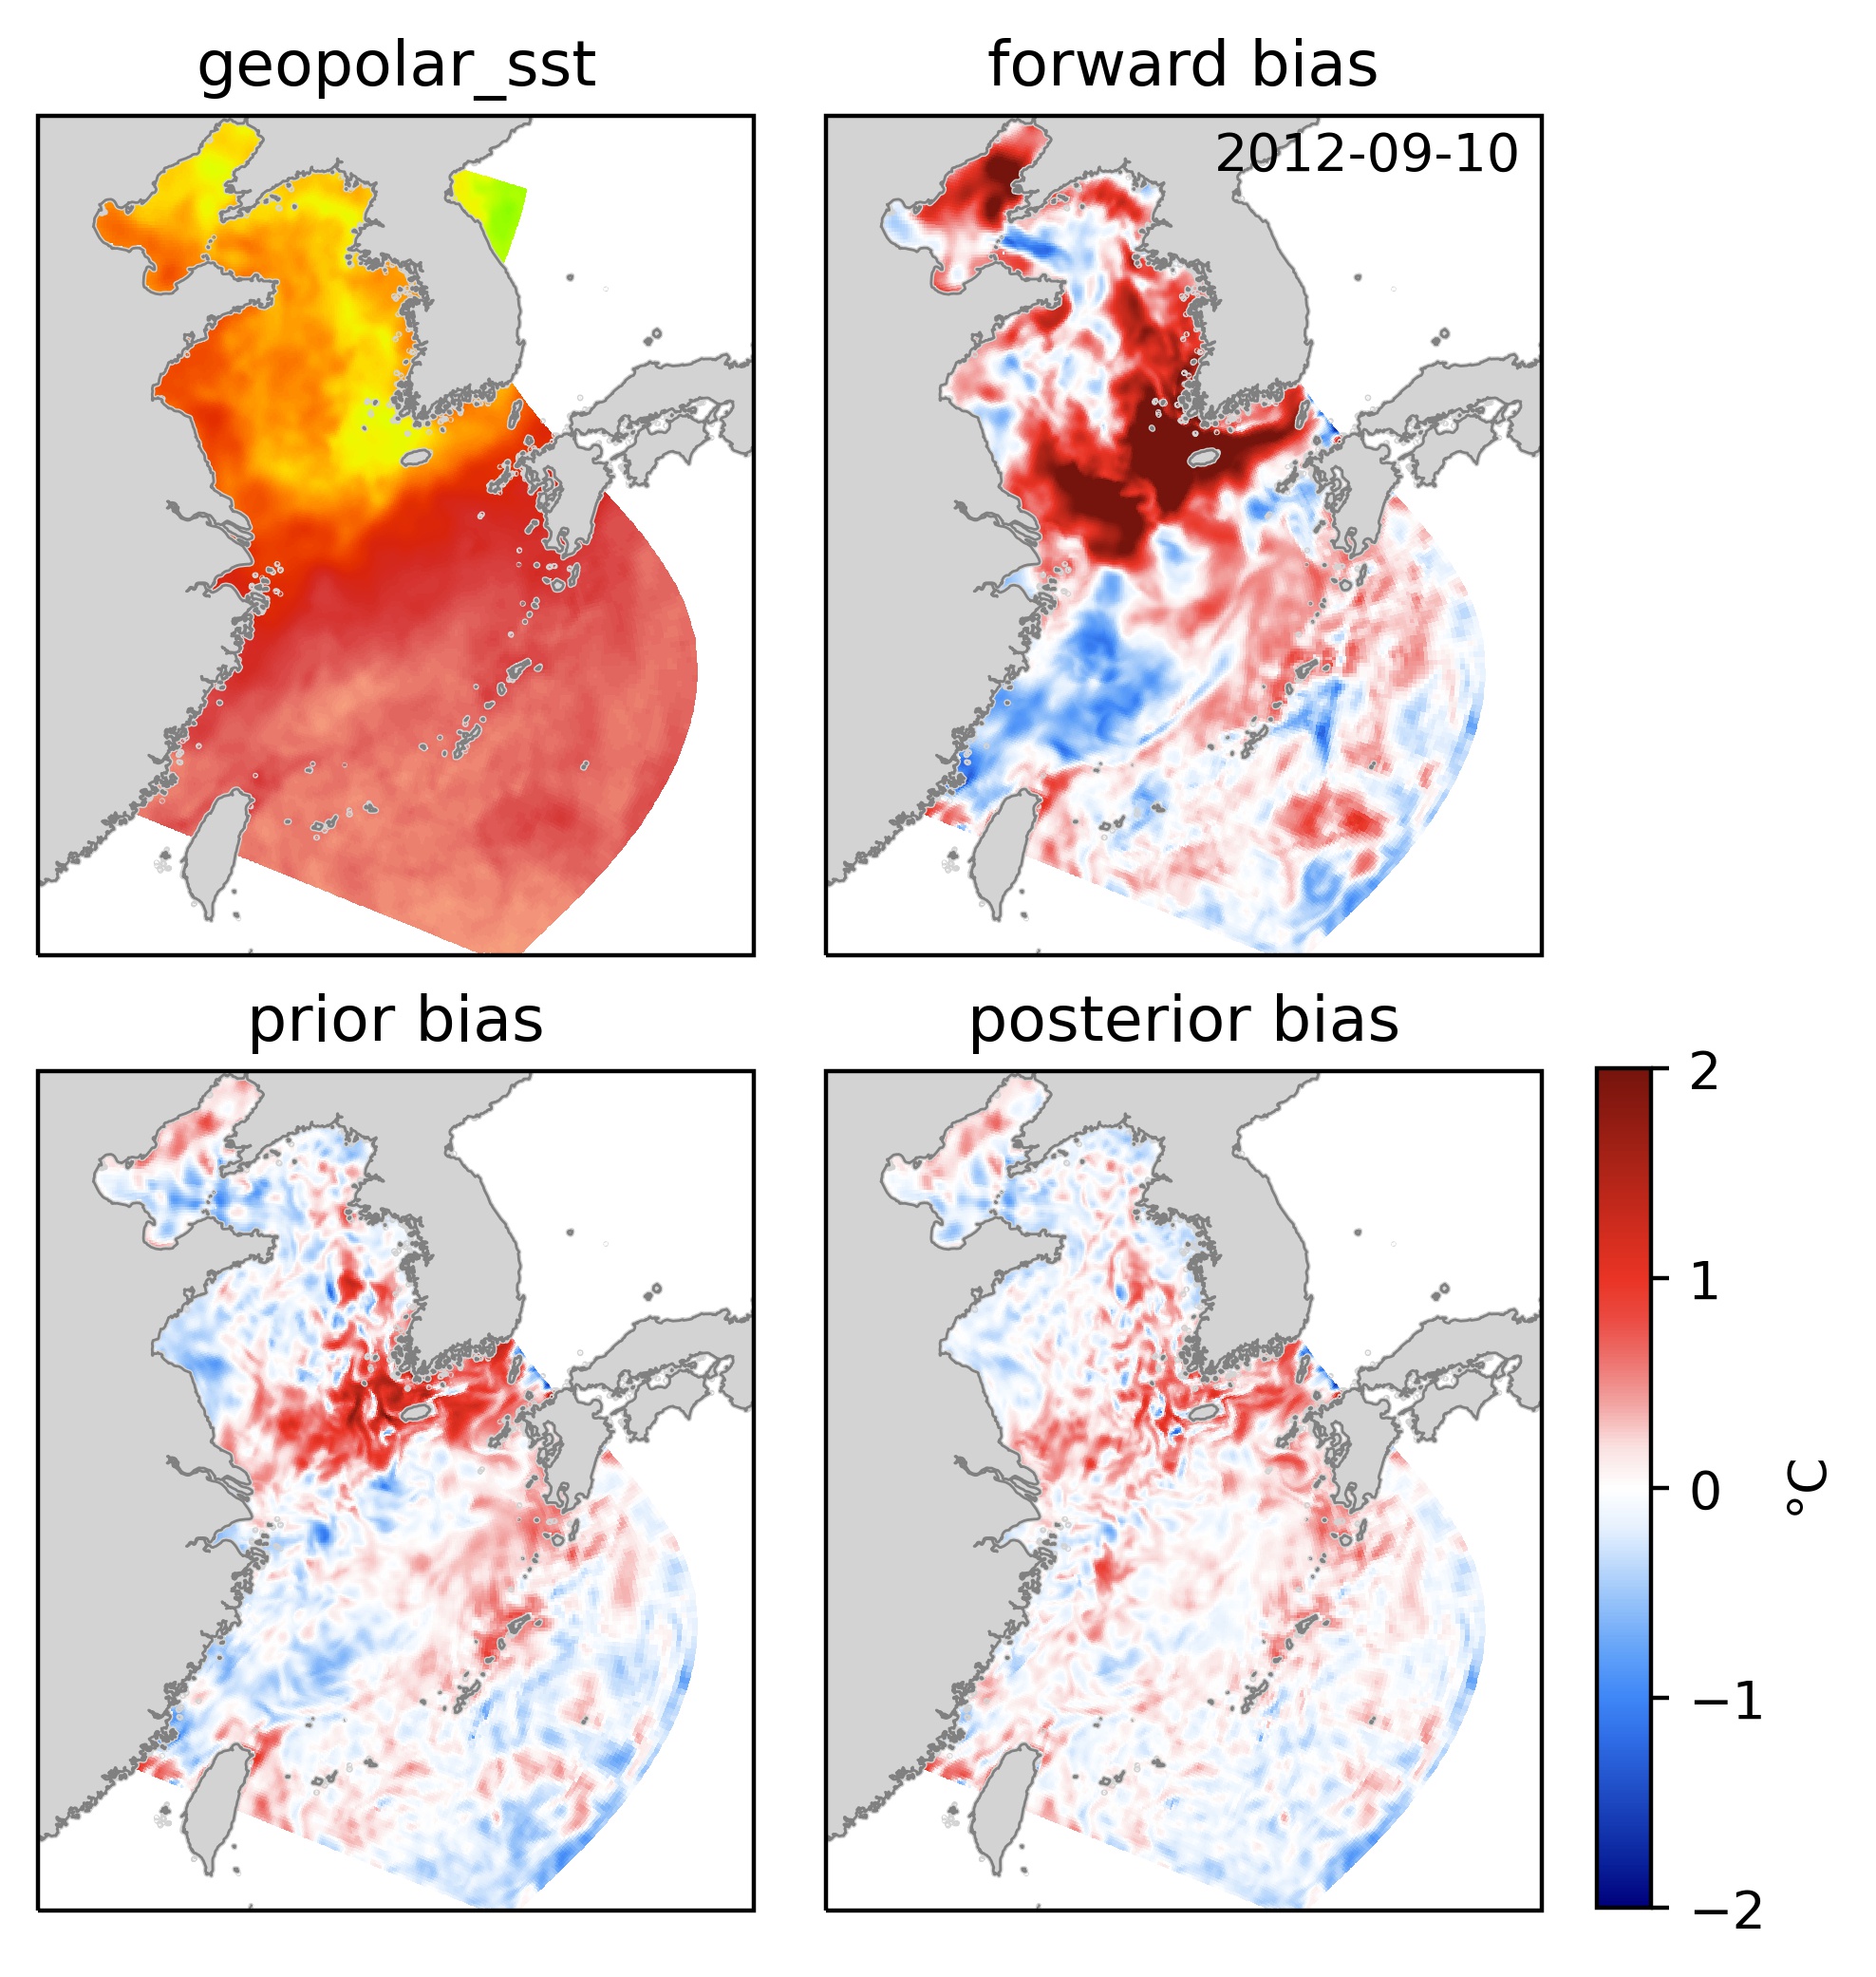 geopolar_sst
forward bias
2012-09-10
prior bias
posterior bias
2
1
0
−1
−2
°C